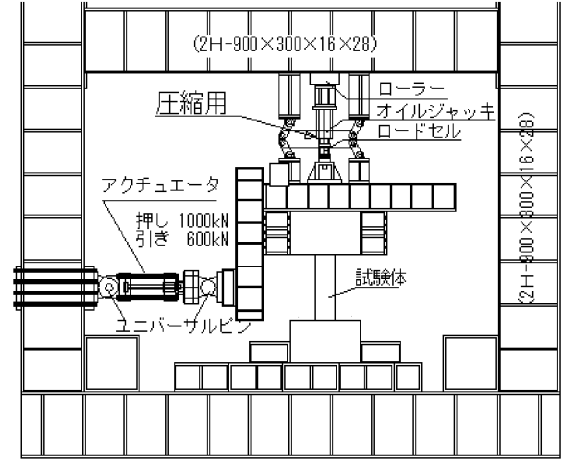 (2H-900×300×16×28)
ローラー
圧縮用
オイルジャッキ
ロードセル
(2H-900×300×16×28)
アクチュエータ
押し 1000kN
引き 600kN
試験体
ユニバーサルピン